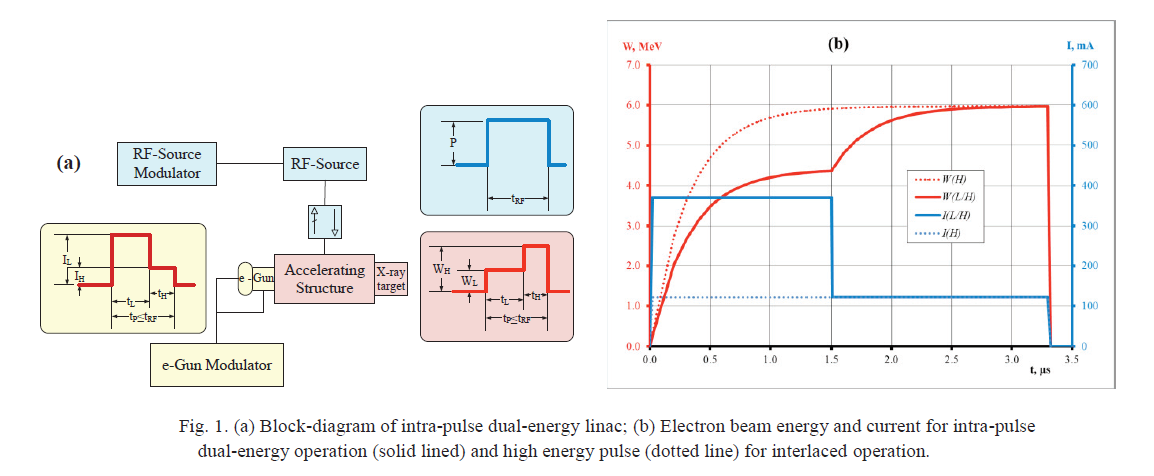 (a)
RF-Source
Modulator
RF-Source
P
tRF
IL
IH
tL
tH
tP≤tRF
e - Gun
Accelerating
Structure
X-ray
target
WH
WL
tL
tH
tP≤tRF
e-Gun Modulator
W, MeV
(b)
I, mA
7.0
6.0
5.0
4.0
3.0
2.0
1.0
0.0
700
600
500
400
300
200
100
0
W(H)
W(L/H)
I(L/H)
I(H)
0.0 0.5 1.0 1.5 2.0 2.5 3.0 3.5
t, µs
Fig. 1. (a) Block-diagram of intra-pulse dual-energy linac; (b) Electron beam energy and current for intra-pulse
dual-energy operation (solid lined) and high energy pulse (dotted line) for interlaced operation.